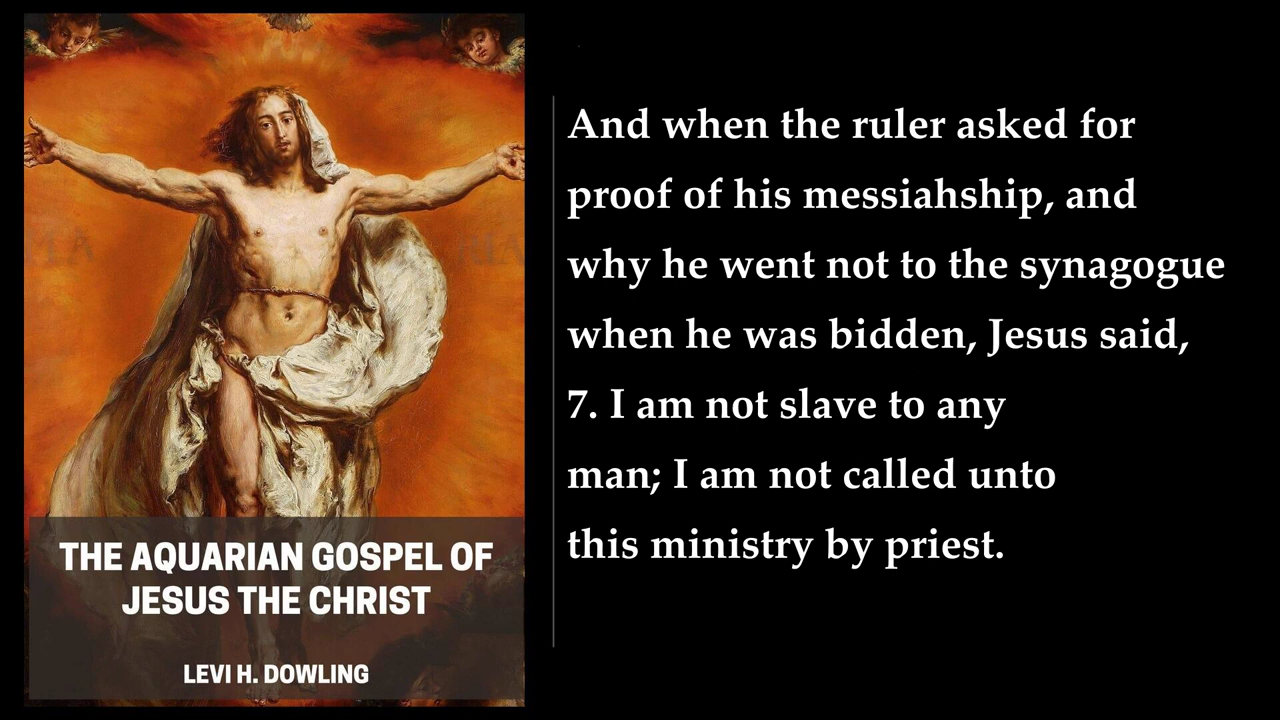 And when the ruler asked for
proof of his messiahship, and
why he went not to the synagogue
when he was bidden, Jesus said,
7. I am not slave to any
man; I am not called unto
this ministry by priest.
THE AQUARIAN GOSPEL OF
JESUS THE CHRIST
LEVI H. DOWLING